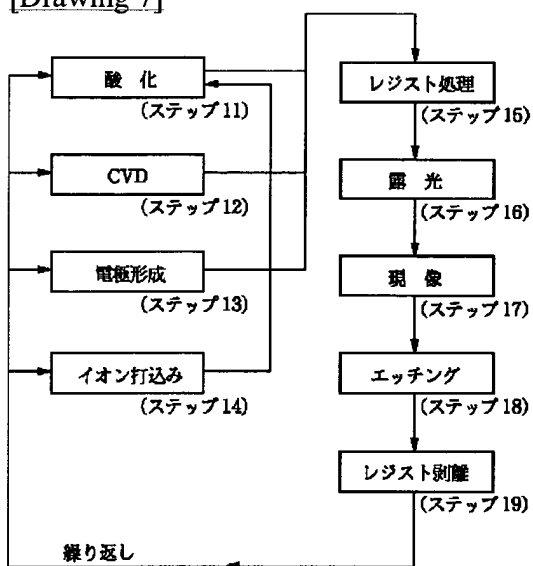 [Drawing 7]
酸 化
(ステップ11)
CVD
(ステップ12)
電極形成
(ステップ13)
イオン打込み
(ステップ14)
レジスト処理
(ステップ15)
露 光
(ステップ16)
現 像
(ステップ17)
エッチング
(ステップ18)
レジスト剥離
(ステップ19)
繰り返し